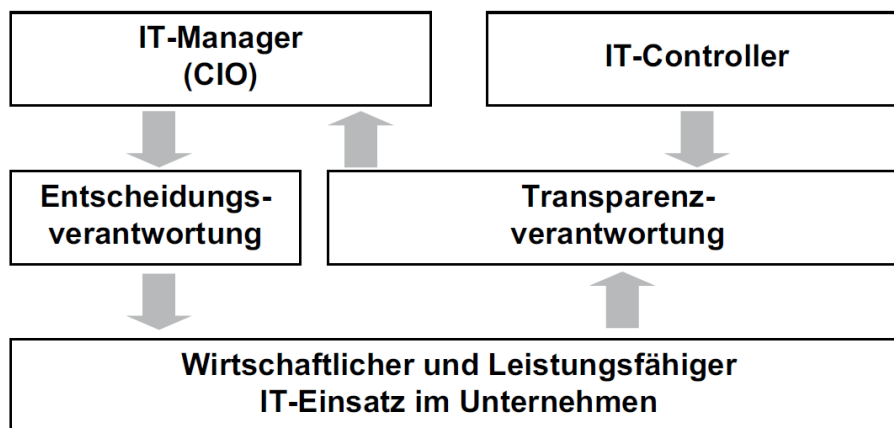 IT-Manager
(CIO)
IT-Controller
Entscheidungs-
verantwortung
Transparenz-
verantwortung
Wirtschaftlicher und Leistungsfähiger
IT-Einsatz im Unternehmen